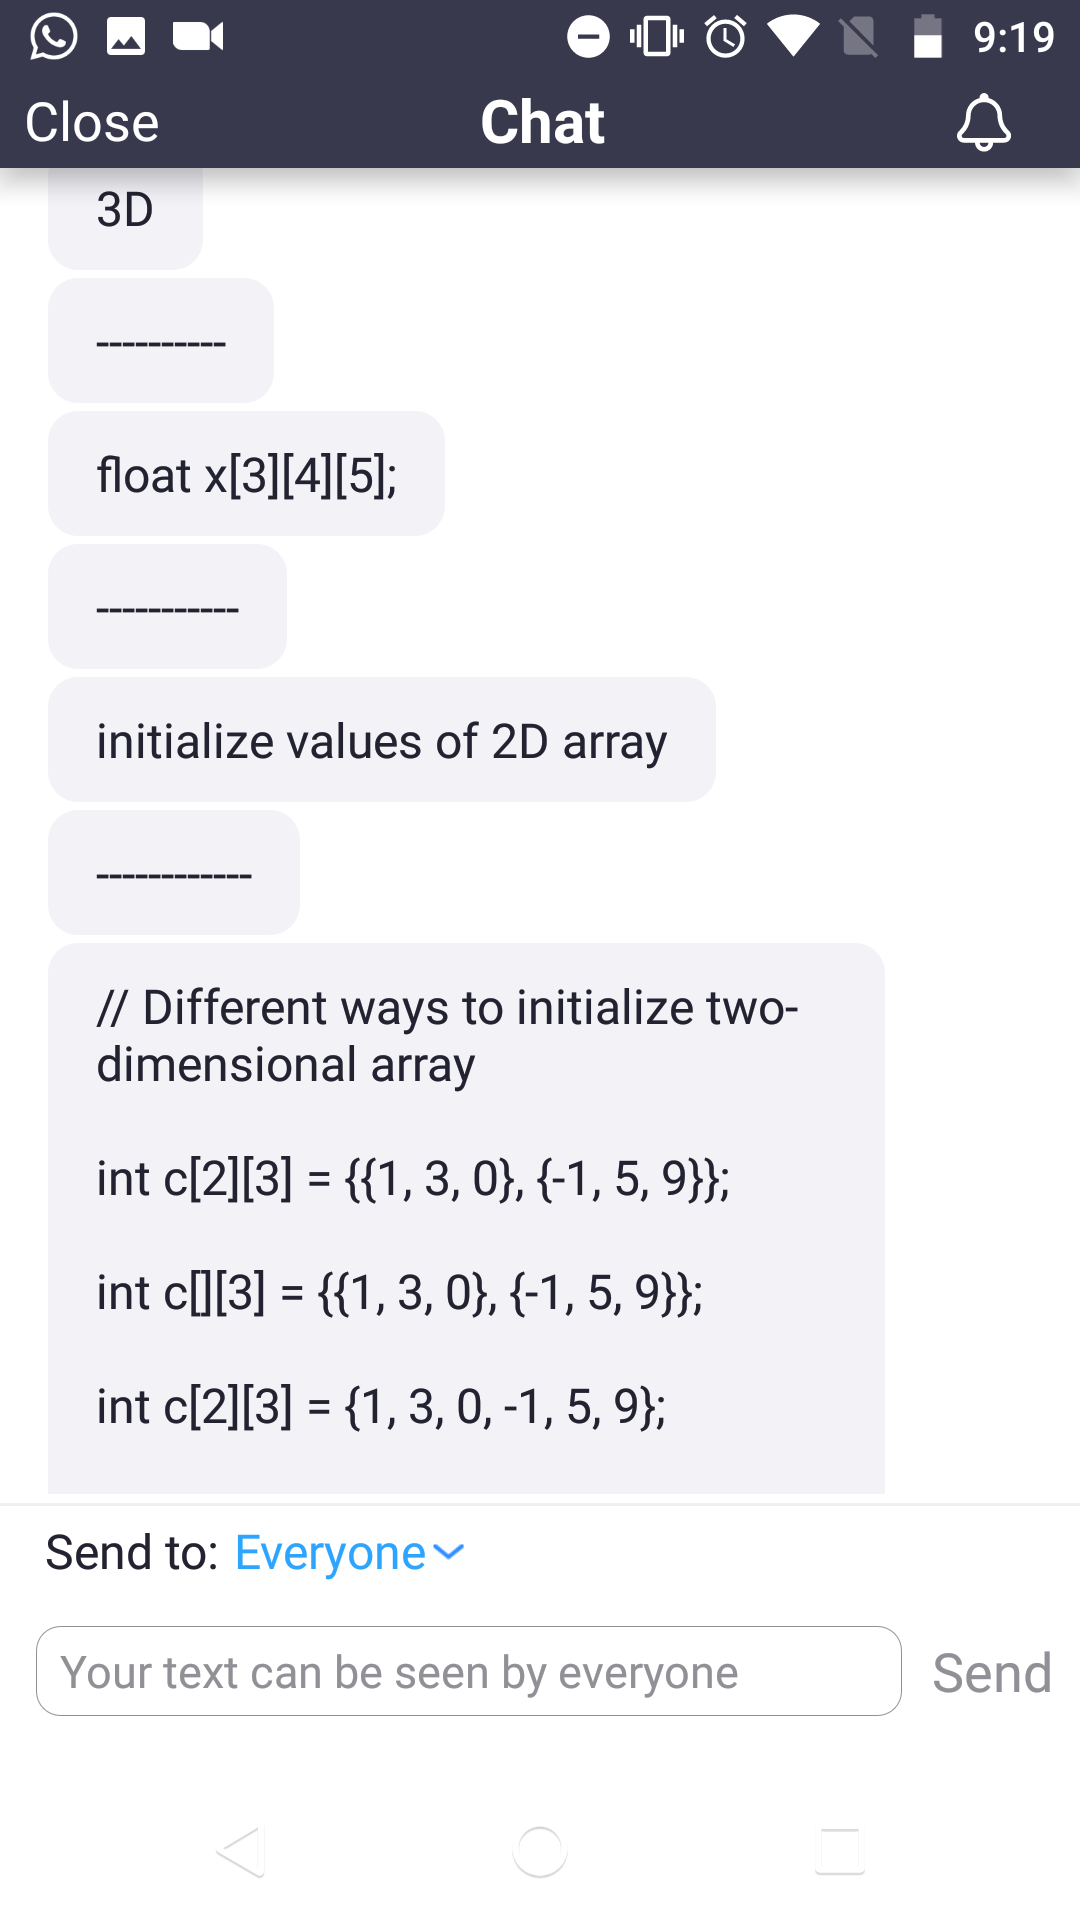 9:19
Close Chat
3D
----------
float x[3][4][5];
-----------
initialize values of 2D array
------------
// Different ways to initialize two-
dimensional array
int c[2][3] = {{1, 3, 0}, {-1, 5, 9}};
int c[][3] = {{1, 3, 0}, {-1, 5, 9}};
int c[2][3] = {1, 3, 0, -1, 5, 9};
Send to: Everyone
Your text can be seen by everyone Send